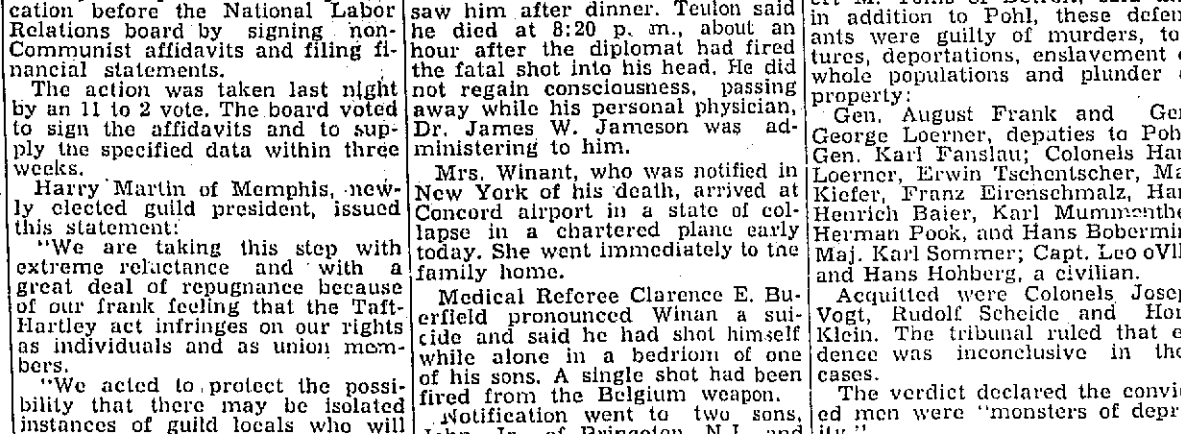 cation before the National Labor
Relations board by signing non-
Communist affidavits and filing fi-
nancial statements.
The action was taken last night
by an 11 to 2 vote. The board voted
to sign the affidavits and to sup-
ply the specified data within three
weeks.
Harry Martin of Memphis, new-
ly elected guild president, issued
this statement:
"We are taking this step with
extreme reluctance and with a
great deal of repugnance because
of our frank feeling that the Taft-
Hartley act infringes on our rights
as individuals and as union mem-
bers.
"We acted to protect the possi-
bility that there may be isolated
instances of guild locals who will
saw him after dinner. Teulon said
he died at 8:20 p. m., about an
hour after the diplomat had fired
the fatal shot into his head. He did
not regain consciousness, passing
away while his personal physician,
Dr. James W. Jameson was ad-
ministering to him.
Mrs. Winant, who was notified in
New York of his death, arrived at
Concord airport in a state of col-
lapse in a chartered plane early
today. She went immediately to the
family home.
Medical Referee Clarence E. Bu-
erfield pronounced Winan a sui-
cide and said he had shot himself
while alone in a bedriom of one
of his sons. A single shot had been
fired from the Belgium weapon.
Notification went to two sons,
John, Jr., of Princeton, N.J. and
in addition to Pohl, these defen
ants were guilty of murders, to
tures, deportations, enslavement
whole populations and plunder
property:
Gen. August Frank and Ge
George Loerner, deputies to Poh
Gen. Karl Fanslau; Colonels Han
Loerner, Erwin Tschentscher, Ma
Kiefer, Franz Eirenschmalz, Han
Henrich Baier, Karl Mummenthe
Herman Pook, and Hans Bobermin
Maj. Karl Sommer; Capt. Leo oVll
and Hans Hohberg, a civilian.
Acquitted were Colonels Josep
Vogt, Rudolf Scheide and Hor
Klein. The tribunal ruled that e
dence was inconclusive in the
cases.
The verdict declared the convic
ed men were "monsters of depr
ity."